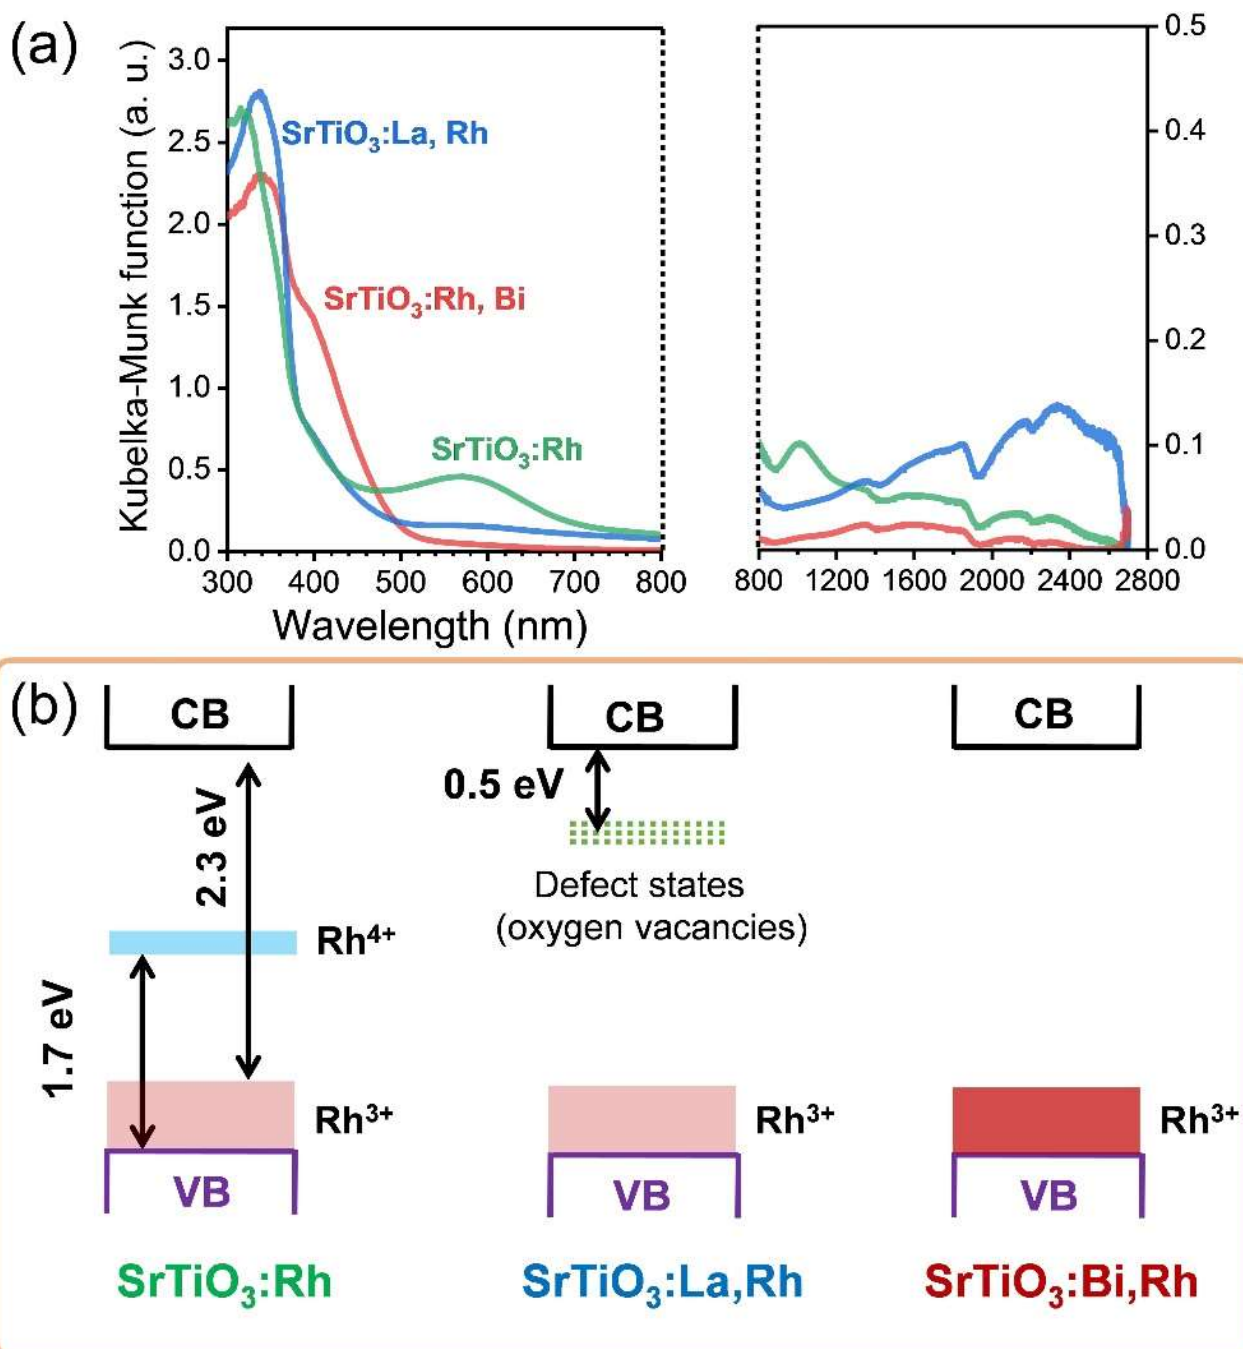 (a)
Kubelka-Munk function (a. u.)
3.0
2.5
2.0
1.5
1.0
0.5
0.0
SrTiO₃:La, Rh
SrTiO₃:Rh, Bi
SrTiO₃:Rh
300 400 500 600 700 800
Wavelength (nm)
0.5
0.4
0.3
0.2
0.1
0.0
800 1200 1600 2000 2400 2800
(b)
CB
2.3 eV
Rh⁴⁺
1.7 eV
Rh³⁺
VB
SrTiO₃:Rh
CB
0.5 eV
Defect states
(oxygen vacancies)
Rh³⁺
VB
SrTiO₃:La,Rh
CB
Rh³⁺
VB
SrTiO₃:Bi,Rh